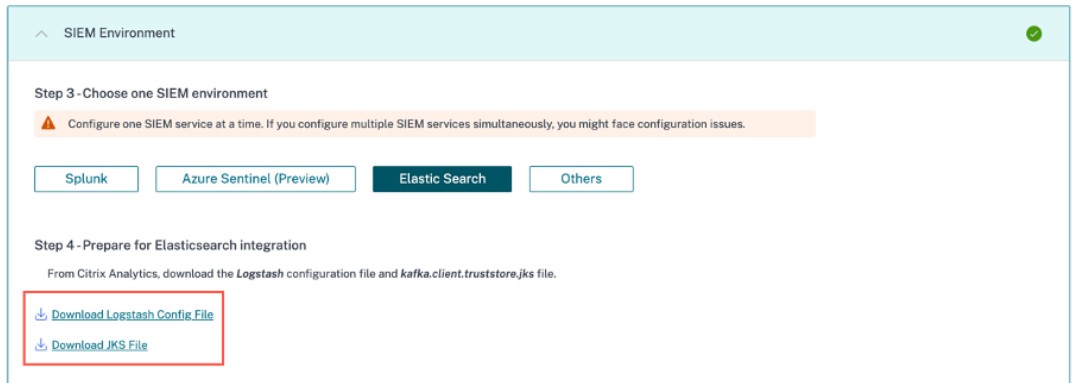 SIEM Environment
Step 3 - Choose one SIEM environment
Configure one SIEM service at a time. If you configure multiple SIEM services simultaneously, you might face configuration issues.
Splunk
Azure Sentinel (Preview)
Elastic Search
Others
Step 4 - Prepare for Elasticsearch integration
From Citrix Analytics, download the Logstash configuration file and kafka.client.truststore.jks file.
Download Logstash Config File
Download JKS File